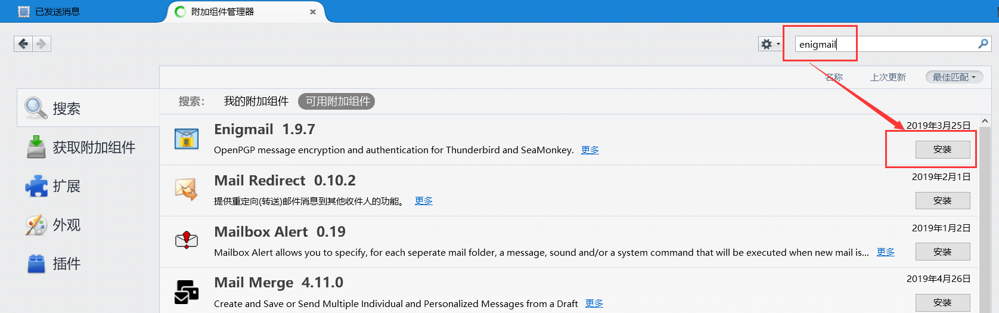 已发送消息
附加组件管理器
enigmail
名称 上次更新 最佳匹配
搜索： 我的附加组件 可用附加组件
搜索
获取附加组件
扩展
外观
插件
Enigmail 1.9.7
2019年3月25日
OpenPGP message encryption and authentication for Thunderbird and SeaMonkey. 更多
安装
Mail Redirect 0.10.2
2019年2月1日
提供重定向(转送)邮件消息到其他收件人的功能。 更多
安装
Mailbox Alert 0.19
2019年1月2日
Mailbox Alert allows you to specify, for each seperate mail folder, a message, sound and/or a system command that will be executed when new mail is... 更多
安装
Mail Merge 4.11.0
2019年4月26日
Create and Save or Send Multiple Individual and Personalized Messages from a Draft 更多
安装